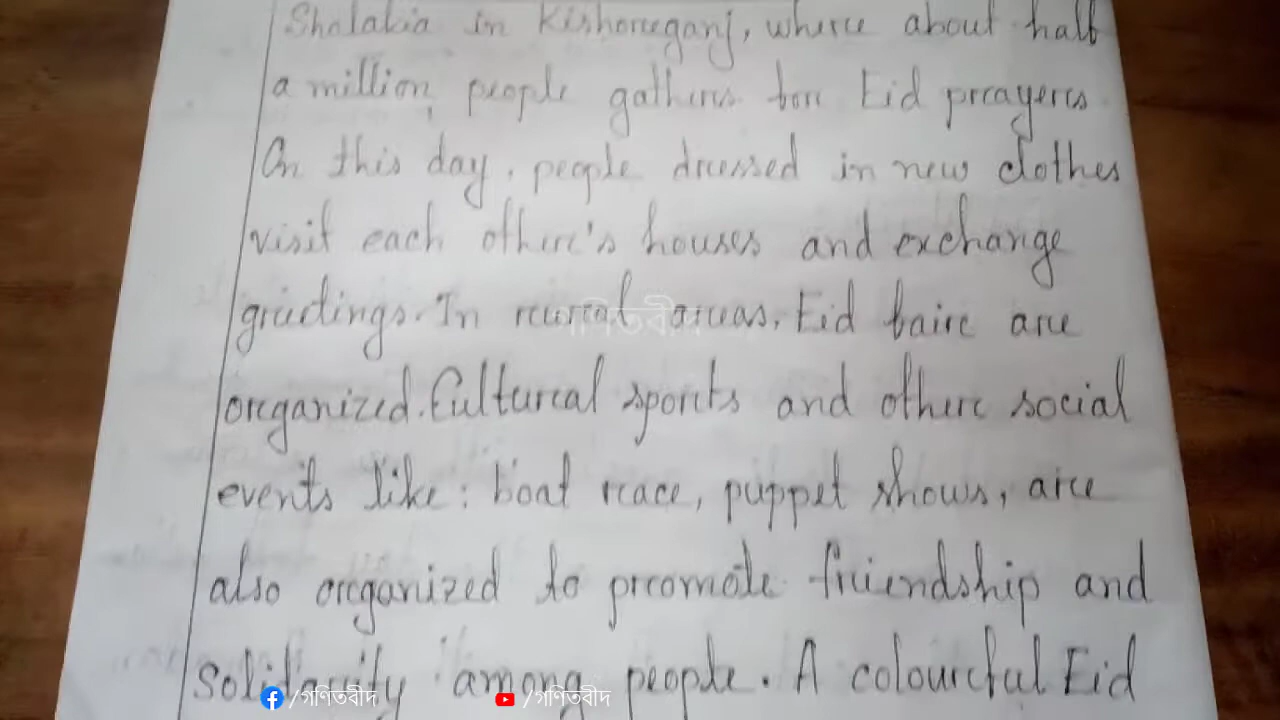 Sholakia in Kishoreganj, where about half
a million people gathers for Eid prayers
On this day, people dressed in new clothes
visit each other's houses and exchange
greetings. In rural areas, Eid fairs are
organized. Cultural sports and other social
events like: boat race, puppet shows, are
also organized to promote friendship and
solidarity among people. A colourful Eid
গণিতবীদ
/গণিতবীদ
/গণিতবীদ